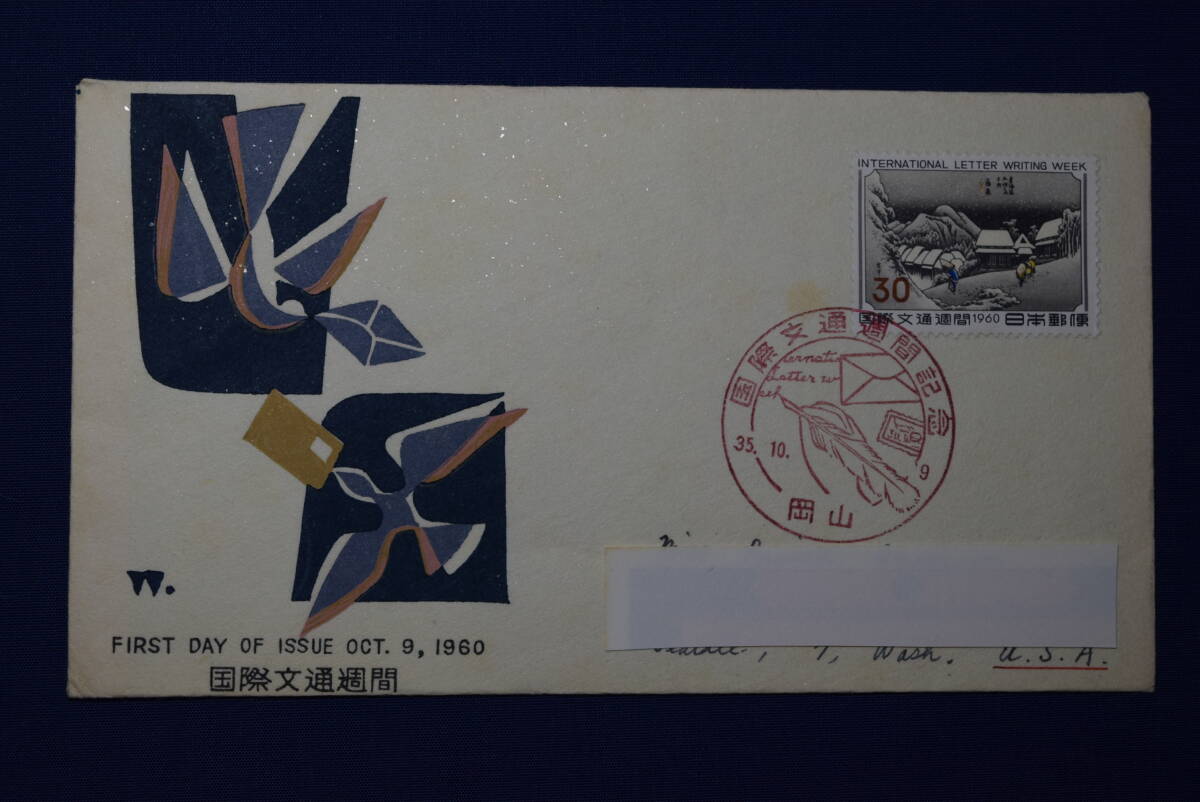 INTERNATIONAL LETTER WRITING WEEK
30
国際文通週間1960 日本郵便
国際文通週間記念
35. 10. 9
岡山
W.
FIRST DAY OF ISSUE OCT. 9, 1960
国際文通週間
Wash. U.S.A.